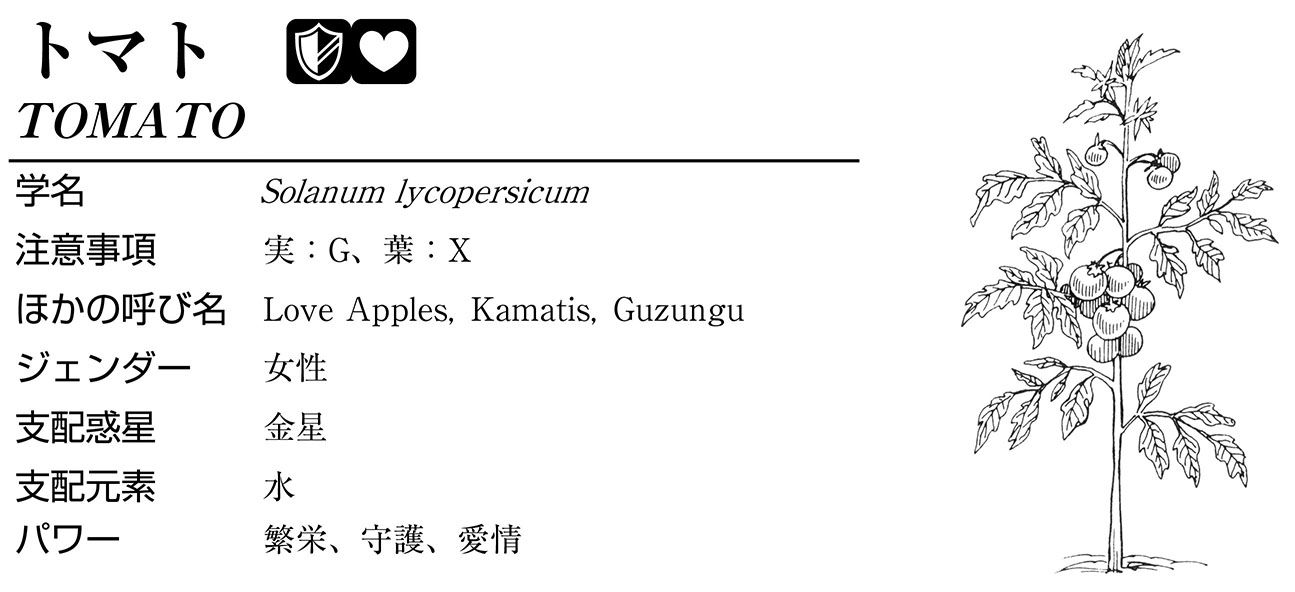 トマト
TOMATO
学名 Solanum lycopersicum
注意事項 実：G、葉：X
ほかの呼び名 Love Apples, Kamatis, Guzungu
ジェンダー 女性
支配惑星 金星
支配元素 水
パワー 繁栄、守護、愛情